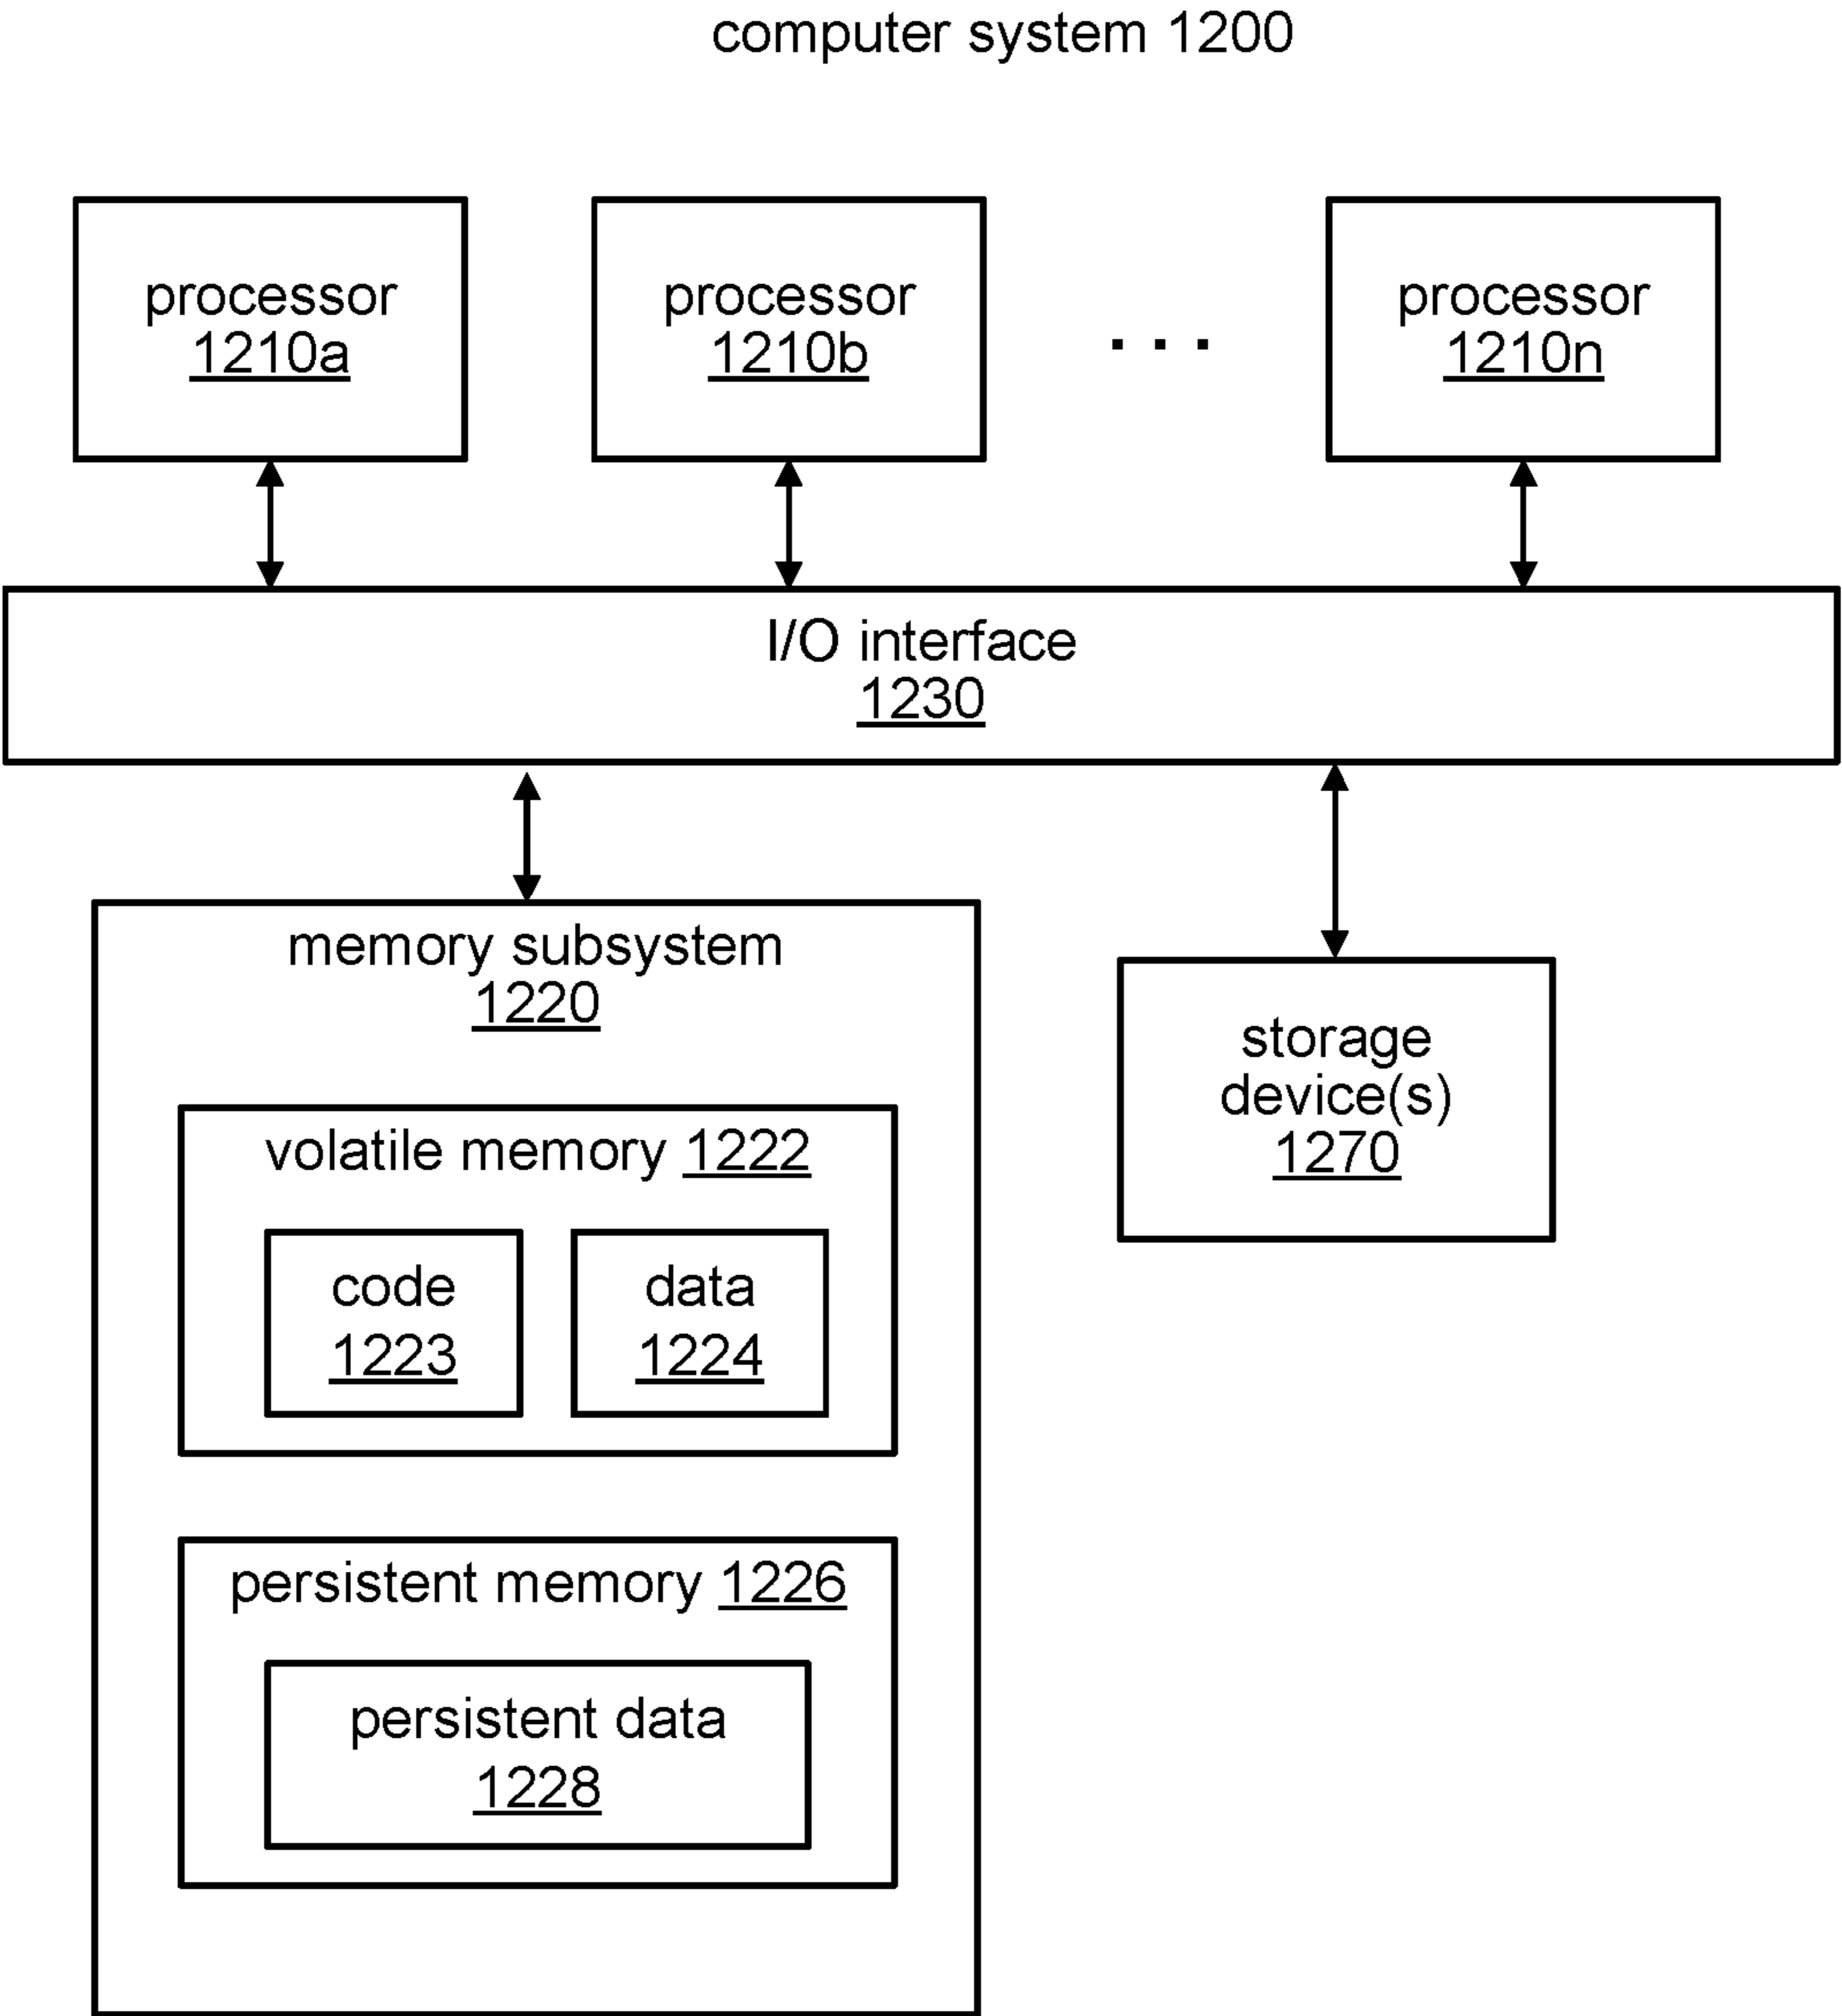 computer system 1200
processor
1210a
processor
1210b
. . .
processor
1210n
I/O interface
1230
memory subsystem
1220
volatile memory 1222
code
1223
data
1224
persistent memory 1226
persistent data
1228
storage
device(s)
1270